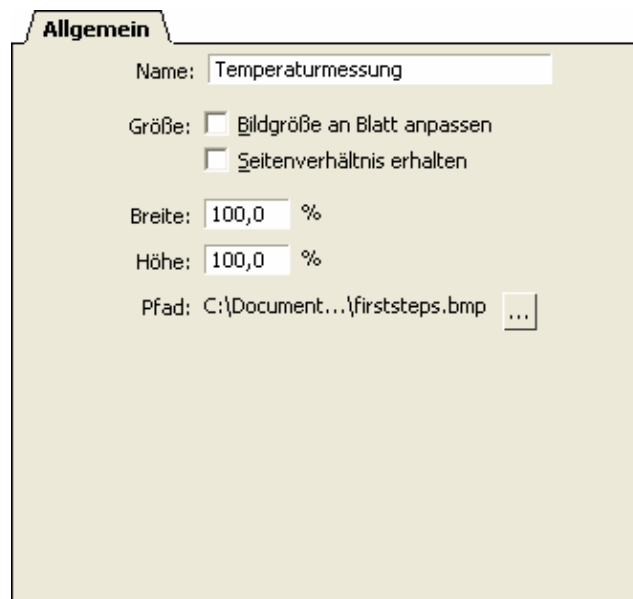 Allgemein
Name: Temperaturmessung
Größe: Bildgröße an Blatt anpassen
Seitenverhältnis erhalten
Breite: 100,0 %
Höhe: 100,0 %
Pfad: C:\Document...\firststeps.bmp ...